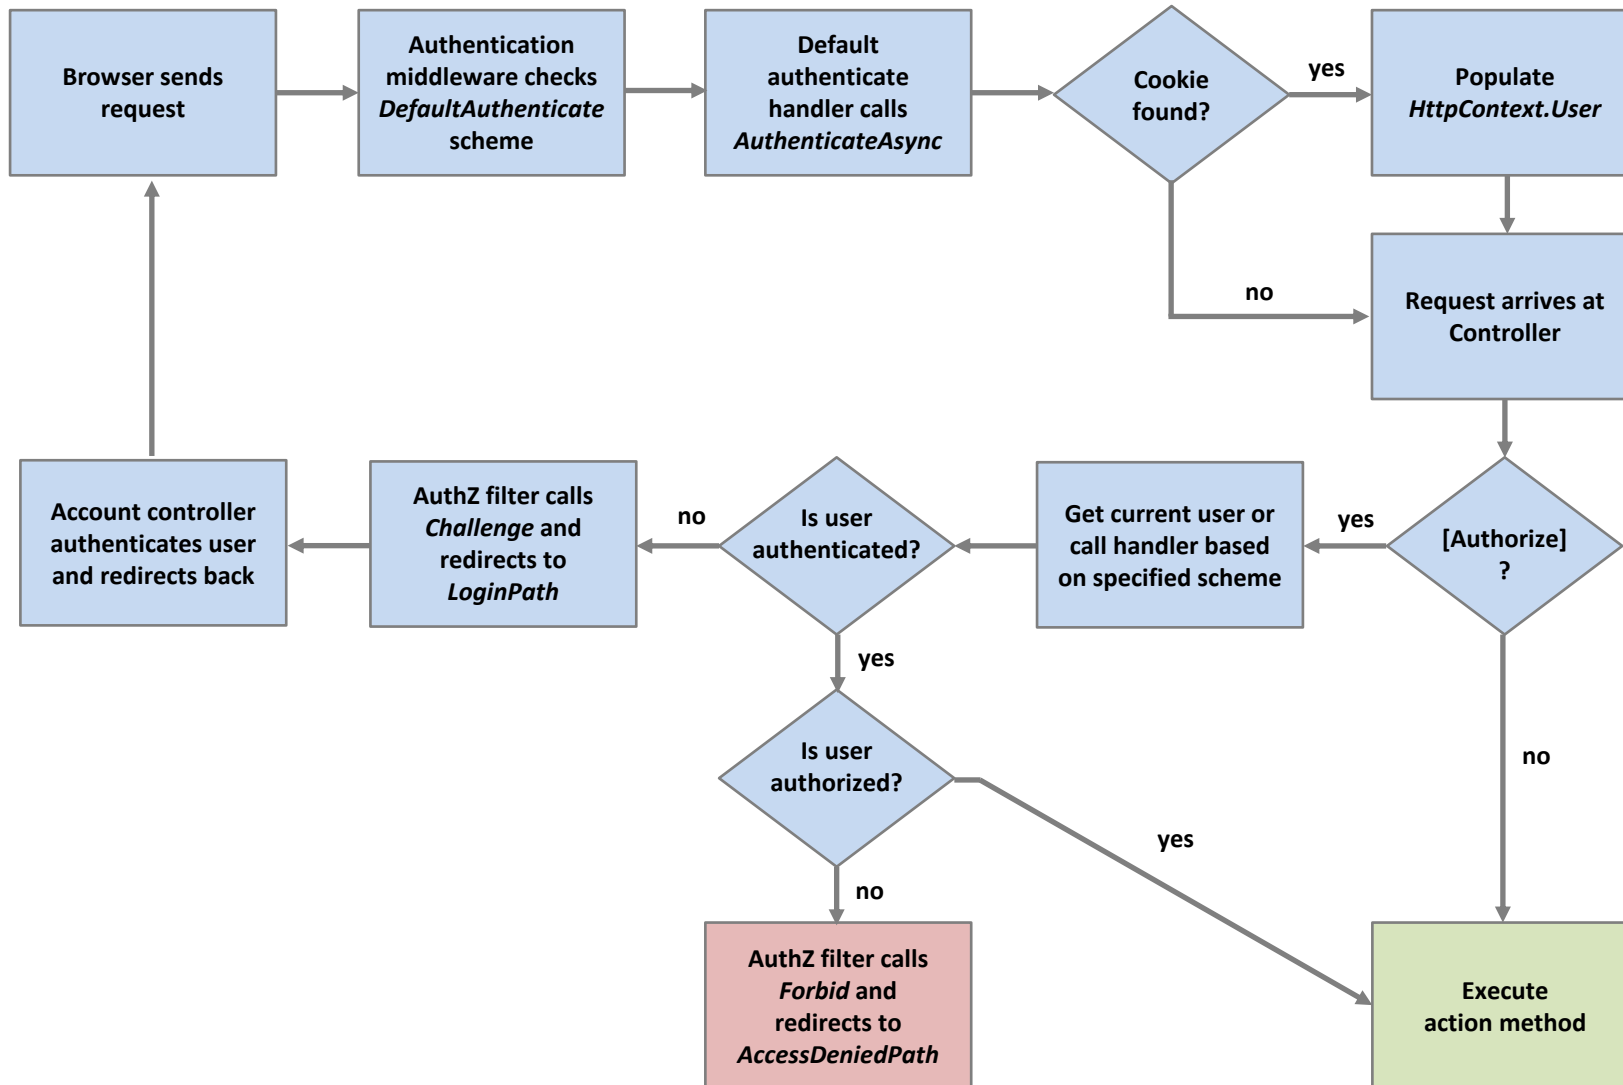 Browser sends
request
Authentication
middleware checks
DefaultAuthenticate
scheme
Default
authenticate
handler calls
AuthenticateAsync
Cookie
found?
yes
Populate
HttpContext.User
no
Request arrives at
Controller
[Authorize]
?
yes
Get current user or
call handler based
on specified scheme
Is user
authenticated?
no
AuthZ filter calls
Challenge and
redirects to
LoginPath
Account controller
authenticates user
and redirects back
yes
Is user
authorized?
no
yes
no
AuthZ filter calls
Forbid and
redirects to
AccessDeniedPath
Execute
action method